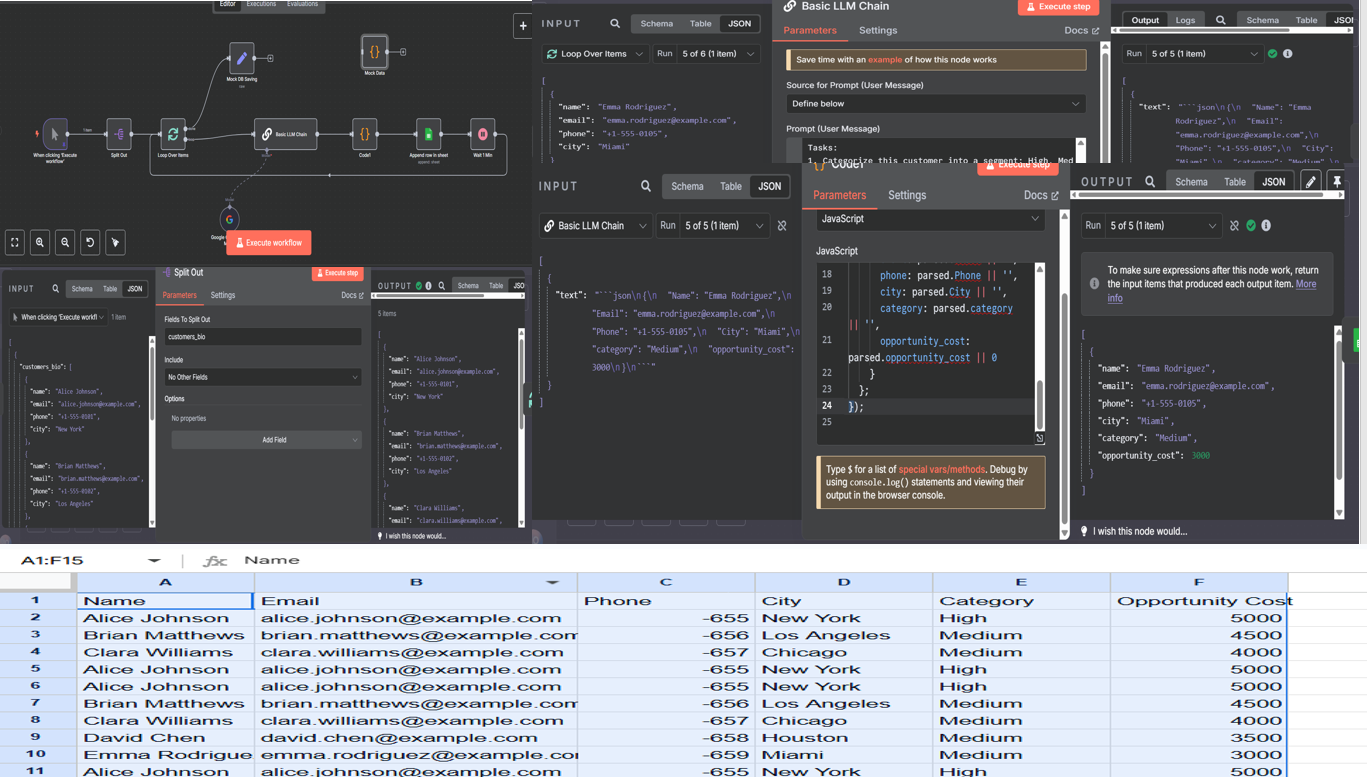 Editor Executions Evaluations
+
Mock DB Saving
Mock Data
When clicking 'Execute workflow'
Split Out
Loop Over Items
Basic LLM Chain
Code1
Append row in sheet
Wait 1 Min
Execute workflow
INPUT
Schema Table JSON
Loop Over Items
Run 5 of 6 (1 item)
[
{
"name": "Emma Rodriguez",
"email": "emma.rodriguez@example.com",
"phone": "+1-555-0105",
"city": "Miami"
}
Basic LLM Chain
Execute step
Parameters Settings Docs
Save time with an example of how this node works
Source for Prompt (User Message)
Define below
Prompt (User Message)
Tasks:
1. Categorize this customer into a segment: High, Med
Output Logs
Schema Table JSON
Run 5 of 5 (1 item)
[
{
"text": "```json\n{\n "Name": "Emma
Rodriguez",\n "Email":
"emma.rodriguez@example.com",\n
"Phone": "+1-555-0105",\n "City":
"Miami",\n "category": "Medium",\n
INPUT
Schema Table JSON
When clicking 'Execute workfl
1 item
[
{
"customers_bio": [
{
"name": "Alice Johnson",
"email": "alice.johnson@example.com",
"phone": "+1-555-0101",
"city": "New York"
},
{
"name": "Brian Matthews",
"email": "brian.matthews@example.com",
"phone": "+1-555-0102",
"city": "Los Angeles"
},
Split Out
Execute step
Parameters Settings Docs
Fields To Split Out
customers_bio
Include
No Other Fields
Options
No properties
Add Field
OUTPUT
Schema Table JSO
5 items
[
{
"name": "Alice Johnson",
"email": "alice.johnson@example.com",
"phone": "+1-555-0101",
"city": "New York"
},
{
"name": "Brian Matthews",
"email": "brian.matthews@example.com",
"phone": "+1-555-0102",
"city": "Los Angeles"
},
{
"name": "Clara Williams",
"email": "clara.williams@example.com",
I wish this node would...
INPUT
Schema Table JSON
Basic LLM Chain
Run 5 of 5 (1 item)
[
{
"text": "```json\n{\n "Name": "Emma Rodriguez",\n
"Email": "emma.rodriguez@example.com",\n
"Phone": "+1-555-0105",\n "City": "Miami",\n
"category": "Medium",\n "opportunity_cost":
3000\n}\n```"
}
]
Code1
Execute step
Parameters Settings Docs
JavaScript
JavaScript
18 phone: parsed.Phone || '',
19 city: parsed.City || '',
20 category: parsed.category
|| '',
21 opportunity_cost:
parsed.opportunity_cost || 0
22 }
23 };
24 });
25
Type $ for a list of special vars/methods. Debug by
using console.log() statements and viewing their
output in the browser console.
OUTPUT
Schema Table JSON
Run 5 of 5 (1 item)
To make sure expressions after this node work, return
the input items that produced each output item. More
info
[
{
"name": "Emma Rodriguez",
"email": "emma.rodriguez@example.com",
"phone": "+1-555-0105",
"city": "Miami",
"category": "Medium",
"opportunity_cost": 3000
}
]
I wish this node would...
A1:F15 fx Name
A B C D E F
1 Name Email Phone City Category Opportunity Cost
2 Alice Johnson alice.johnson@example.com -655 New York High 5000
3 Brian Matthews brian.matthews@example.com -656 Los Angeles Medium 4500
4 Clara Williams clara.williams@example.com -657 Chicago Medium 4000
5 Alice Johnson alice.johnson@example.com -655 New York High 5000
6 Alice Johnson alice.johnson@example.com -655 New York High 5000
7 Brian Matthews brian.matthews@example.com -656 Los Angeles Medium 4500
8 Clara Williams clara.williams@example.com -657 Chicago Medium 4000
9 David Chen david.chen@example.com -658 Houston Medium 3500
10 Emma Rodrigue emma.rodriguez@example.com -659 Miami Medium 3000
11 Alice Johnson alice.johnson@example.com -655 New York High 5000